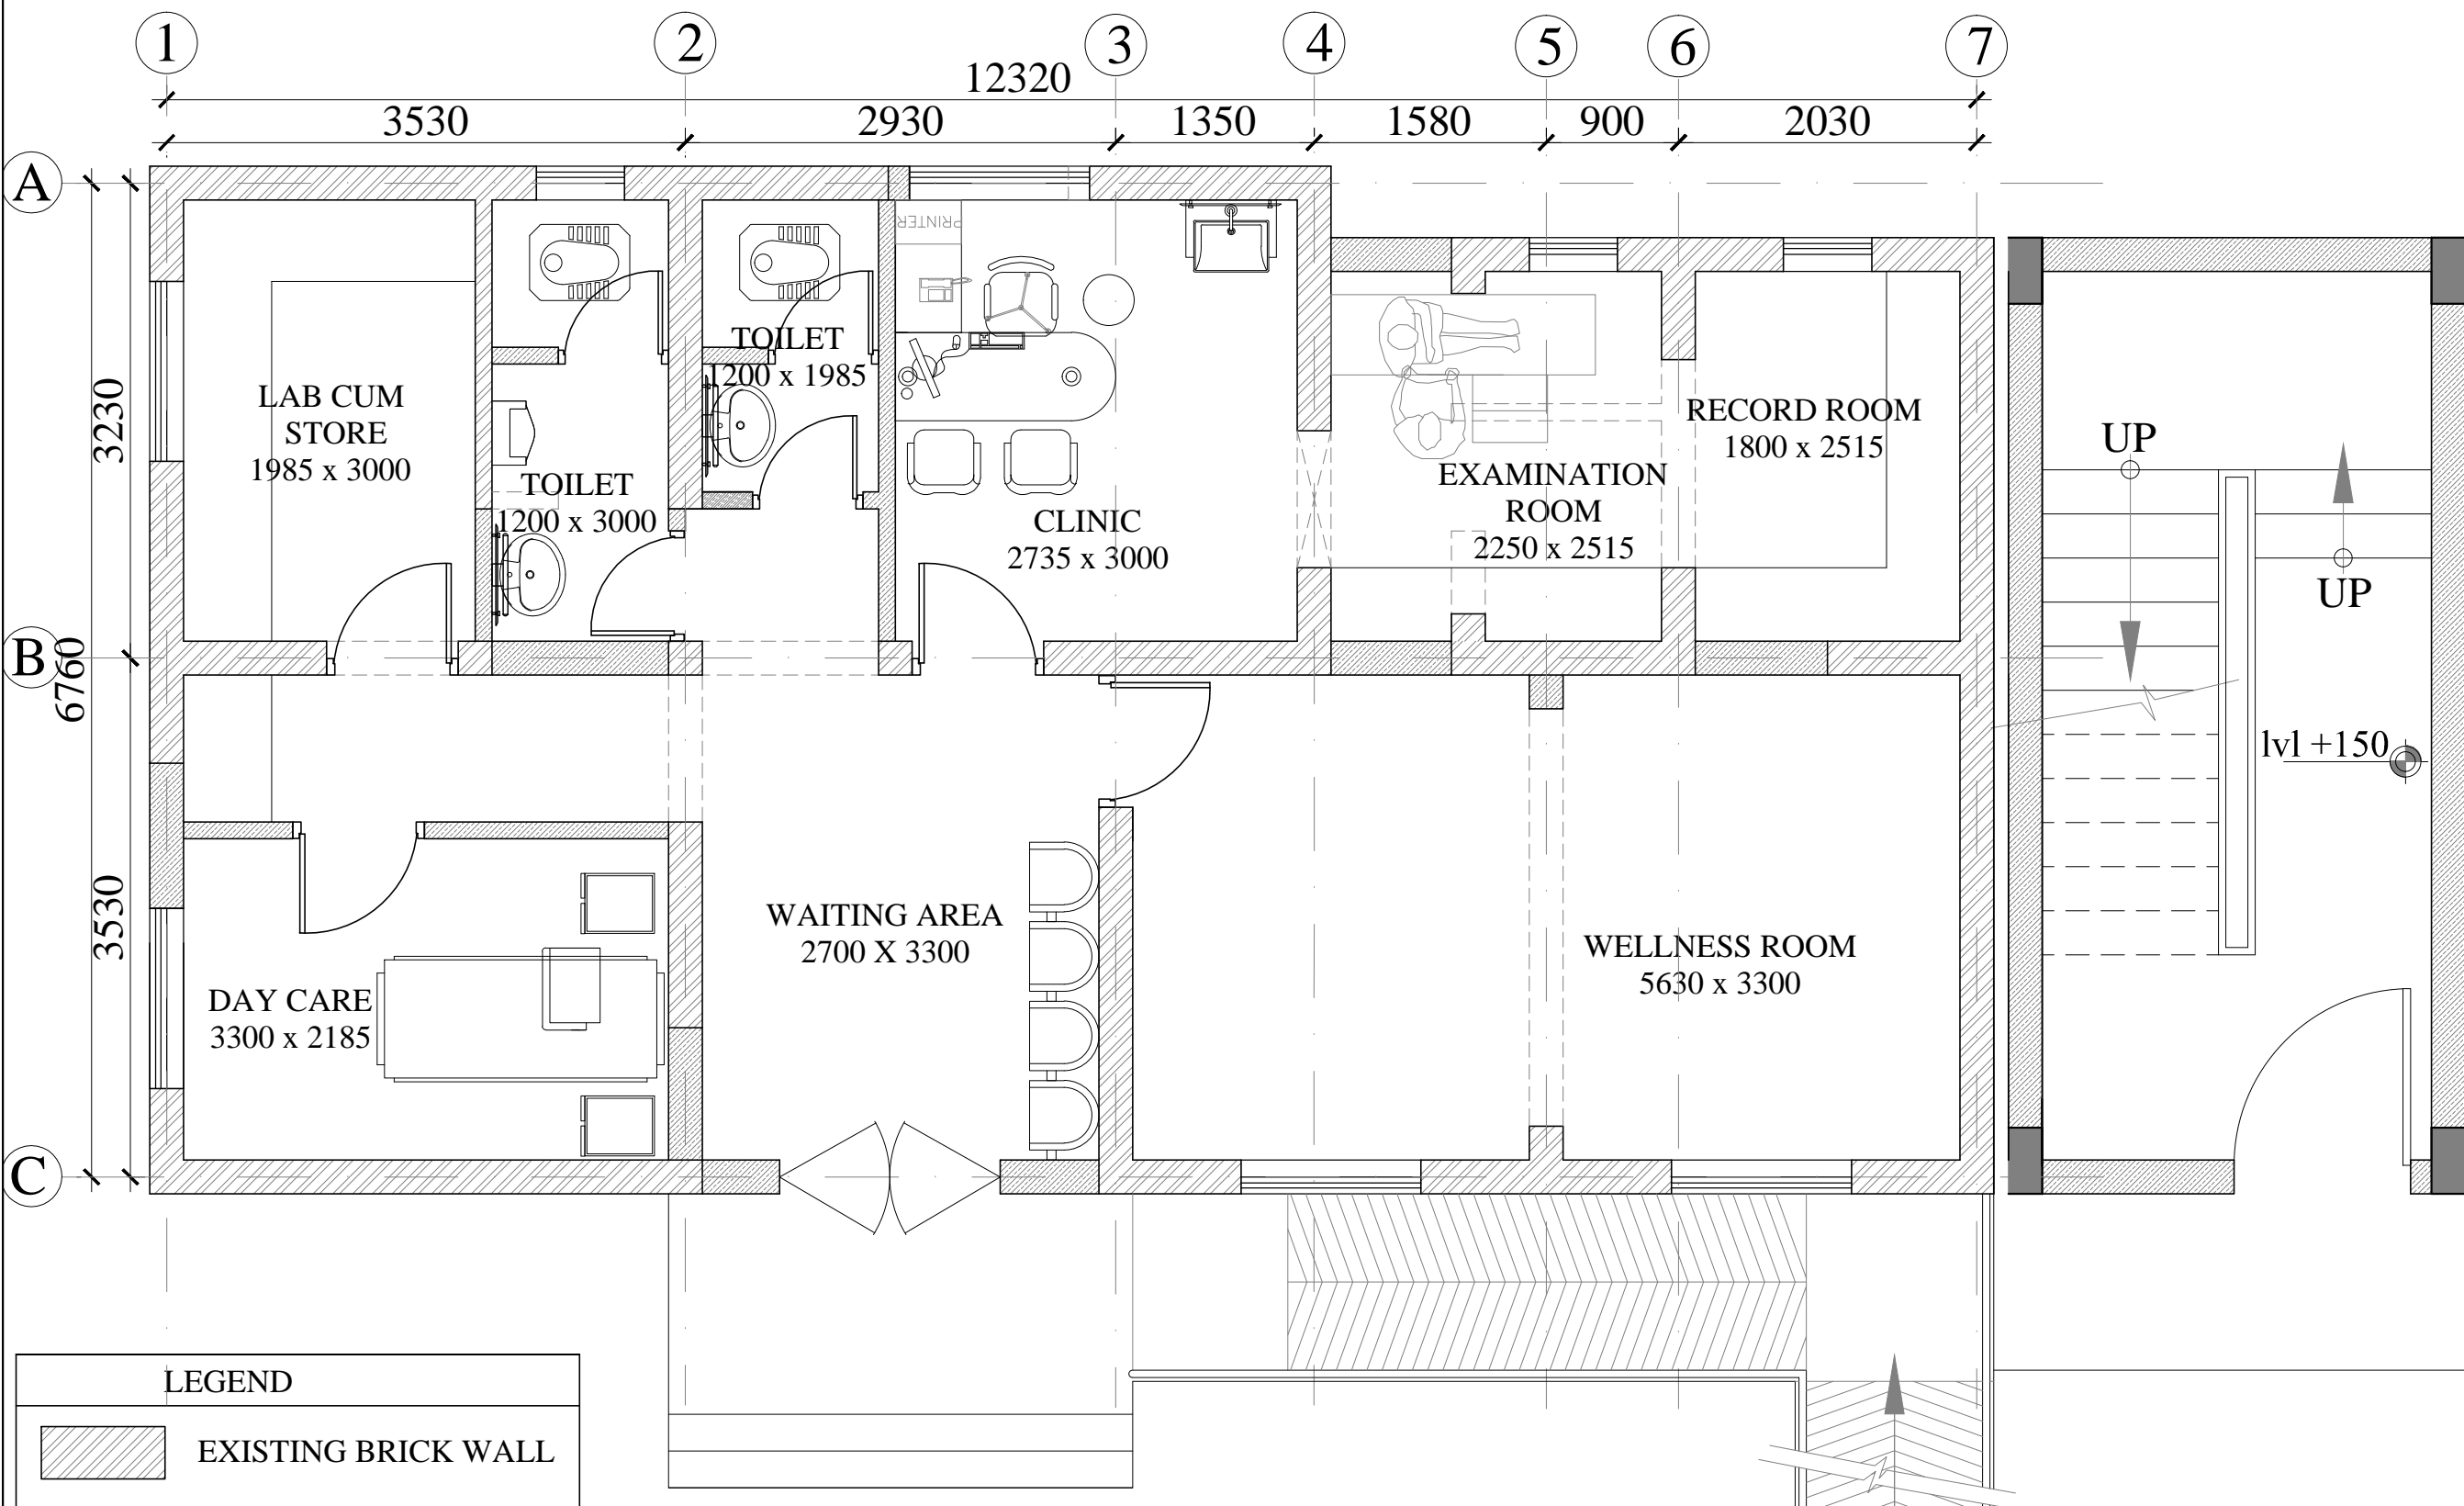 1 2 3 4 5 6 7
12320
3530 2930 1350 1580 900 2030
A
B
C
3230
6760
3530
PRINTER
TOILET
1200 x 1985
LAB CUM
STORE
1985 x 3000
TOILET
1200 x 3000
CLINIC
2735 x 3000
EXAMINATION
ROOM
2250 x 2515
RECORD ROOM
1800 x 2515
UP
UP
lvl +150
WAITING AREA
2700 X 3300
WELLNESS ROOM
5630 x 3300
DAY CARE
3300 x 2185
LEGEND
EXISTING BRICK WALL